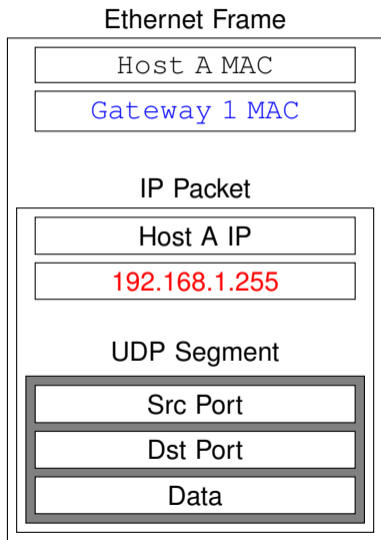 Ethernet Frame
Host A MAC
Gateway 1 MAC
IP Packet
Host A IP
192.168.1.255
UDP Segment
Src Port
Dst Port
Data